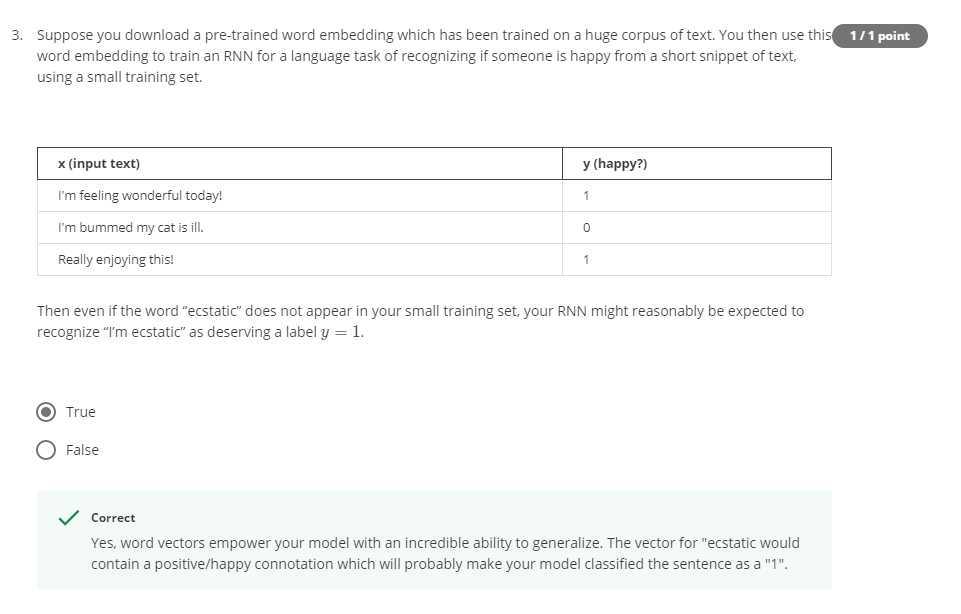 3. Suppose you download a pre-trained word embedding which has been trained on a huge corpus of text. You then use this 1 / 1 point
word embedding to train an RNN for a language task of recognizing if someone is happy from a short snippet of text,
using a small training set.
x (input text) y (happy?)
I'm feeling wonderful today! 1
I'm bummed my cat is ill. 0
Really enjoying this! 1
Then even if the word “ecstatic” does not appear in your small training set, your RNN might reasonably be expected to
recognize “I’m ecstatic” as deserving a label y = 1.
True
False
Correct
Yes, word vectors empower your model with an incredible ability to generalize. The vector for "ecstatic would
contain a positive/happy connotation which will probably make your model classified the sentence as a "1".